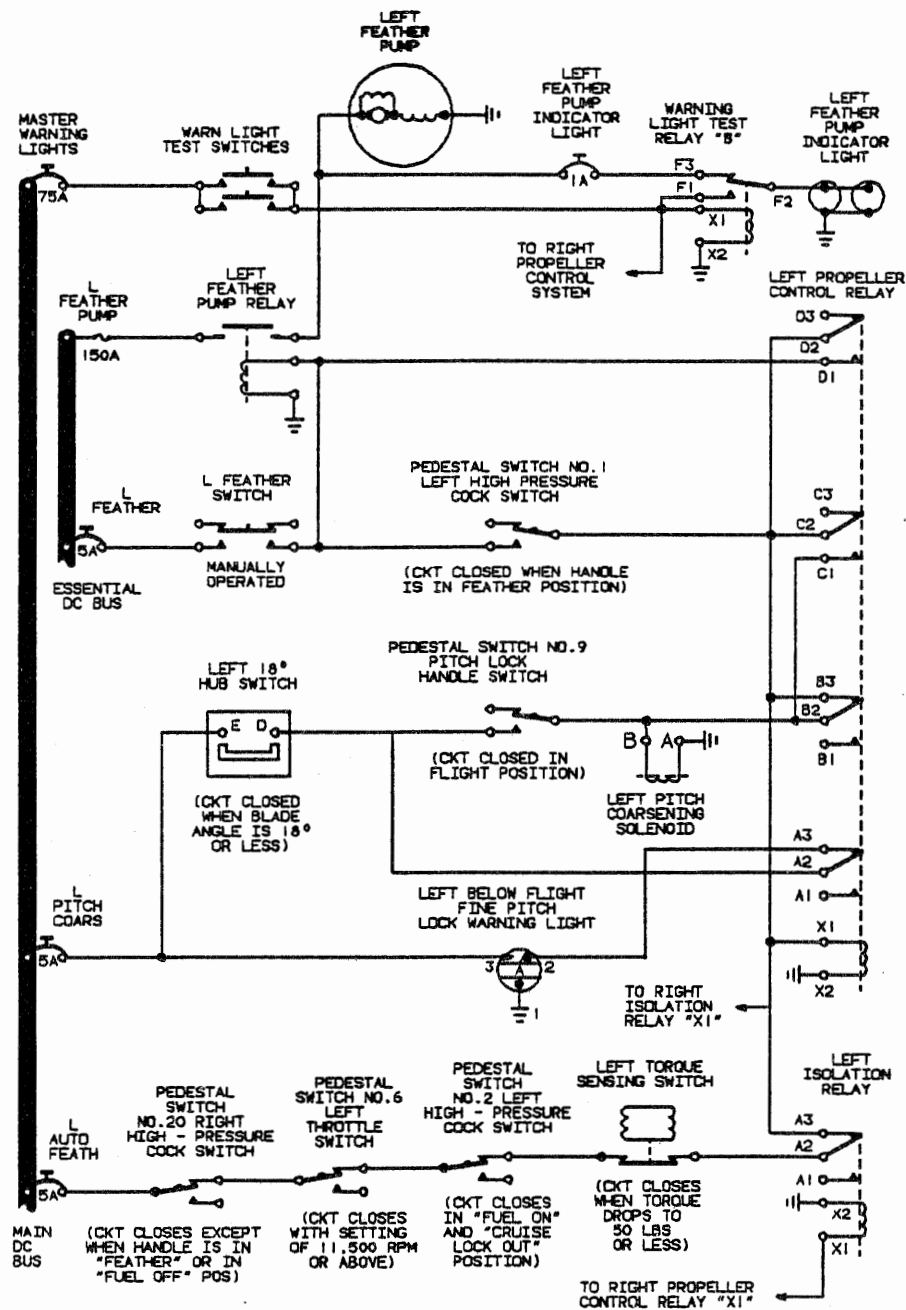 LEFT
FEATHER
PUMP
LEFT
FEATHER
PUMP
INDICATOR
LIGHT
WARNING
LIGHT TEST
RELAY "B"
LEFT
FEATHER
PUMP
INDICATOR
LIGHT
MASTER
WARNING
LIGHTS
WARN LIGHT
TEST SWITCHES
75A
1A
F3
F1
F2
X1
X2
TO RIGHT
PROPELLER
CONTROL
SYSTEM
L
FEATHER
PUMP
150A
LEFT
FEATHER
PUMP RELAY
LEFT PROPELLER
CONTROL RELAY
D3
D2
D1
L
FEATHER
5A
L FEATHER
SWITCH
MANUALLY
OPERATED
PEDESTAL SWITCH NO.1
LEFT HIGH PRESSURE
COCK SWITCH
(CKT CLOSED WHEN HANDLE
IS IN FEATHER POSITION)
C3
C2
C1
ESSENTIAL
DC BUS
LEFT 18°
HUB SWITCH
E D
(CKT CLOSED
WHEN BLADE
ANGLE IS 18°
OR LESS)
PEDESTAL SWITCH NO.9
PITCH LOCK
HANDLE SWITCH
(CKT CLOSED IN
FLIGHT POSITION)
B A
LEFT PITCH
COARSENING
SOLENOID
B3
B2
B1
A3
A2
A1
X1
X2
L
PITCH
COARS
5A
LEFT BELOW FLIGHT
FINE PITCH
LOCK WARNING LIGHT
3 A 2
1
TO RIGHT
ISOLATION
RELAY "X1"
LEFT
ISOLATION
RELAY
L
AUTO
FEATH
5A
PEDESTAL
SWITCH
NO.20 RIGHT
HIGH - PRESSURE
COCK SWITCH
PEDESTAL
SWITCH NO.6
LEFT
THROTTLE
SWITCH
PEDESTAL
SWITCH
NO.2 LEFT
HIGH - PRESSURE
COCK SWITCH
LEFT TORQUE
SENSING SWITCH
A3
A2
A1
X2
X1
MAIN
DC
BUS
(CKT CLOSES EXCEPT
WHEN HANDLE IS IN
"FEATHER" OR IN
"FUEL OFF" POS)
(CKT CLOSES
WITH SETTING
OF 11,500 RPM
OR ABOVE)
(CKT CLOSES
IN "FUEL ON"
AND "CRUISE
LOCK OUT"
POSITION)
(CKT CLOSES
WHEN TORQUE
DROPS TO
50 LBS
OR LESS)
TO RIGHT PROPELLER
CONTROL RELAY "X1"